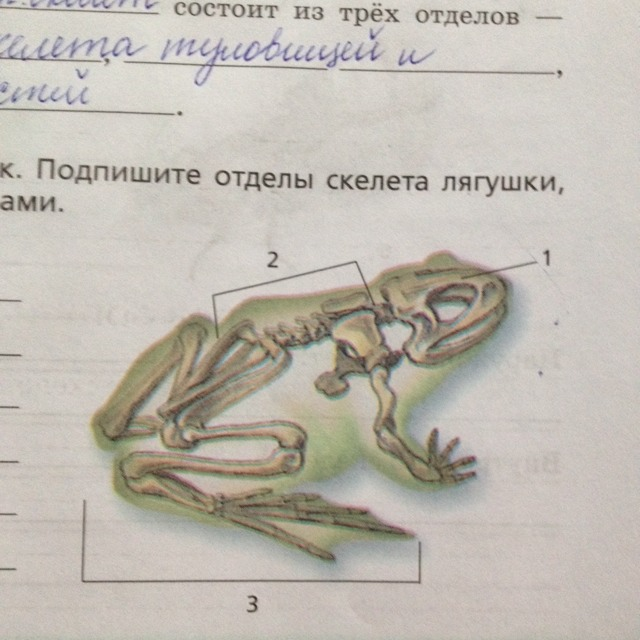 состоит из трёх отделов —
скелета, туловищей и,
стей.
к. Подпишите отделы скелета лягушки,
ами.
2
1
3